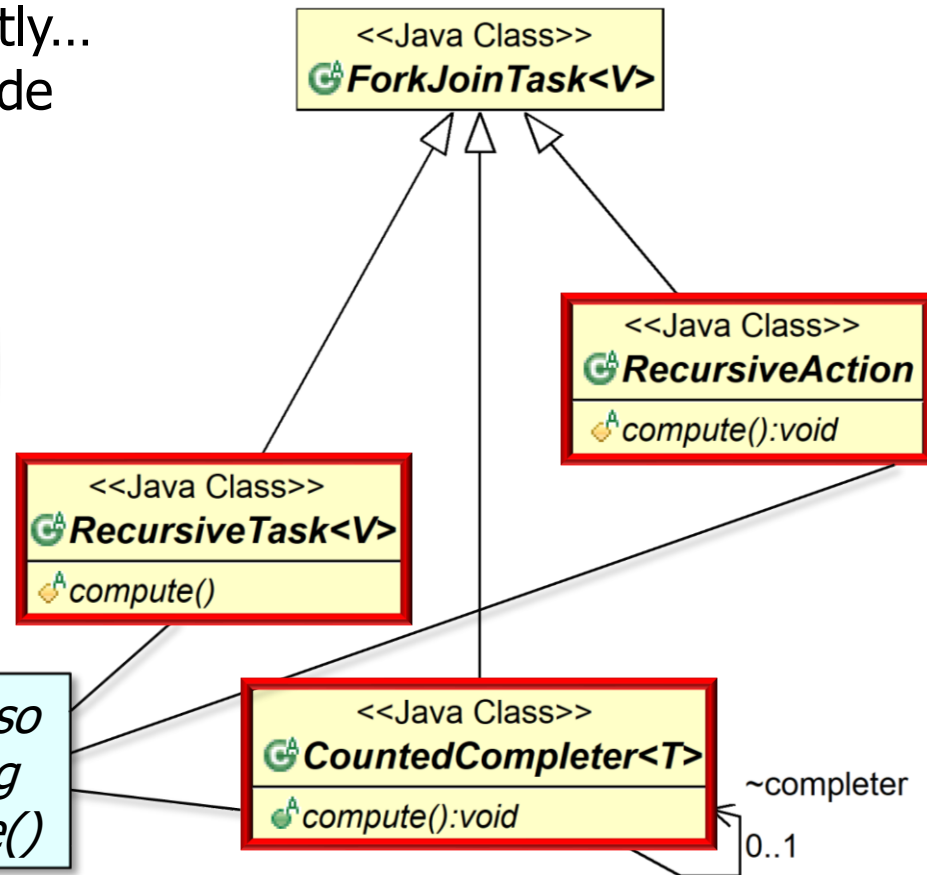 tly...
de
<<Java Class>>
ForkJoinTask<V>
<<Java Class>>
RecursiveAction
compute():void
<<Java Class>>
RecursiveTask<V>
compute()
so
g
e()
<<Java Class>>
CountedCompleter<T>
compute():void
~completer
0..1